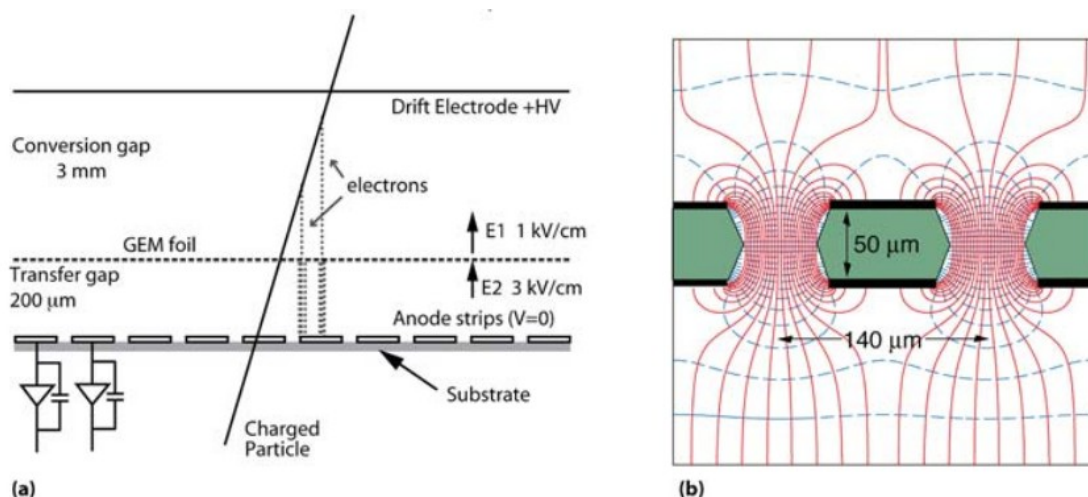 Drift Electrode +HV
Conversion gap
3 mm
electrons
E1 1 kV/cm
GEM foil
Transfer gap
200 μm
E2 3 kV/cm
Anode strips (V=0)
Substrate
Charged
Particle
(a)
50 μm
140 μm
(b)